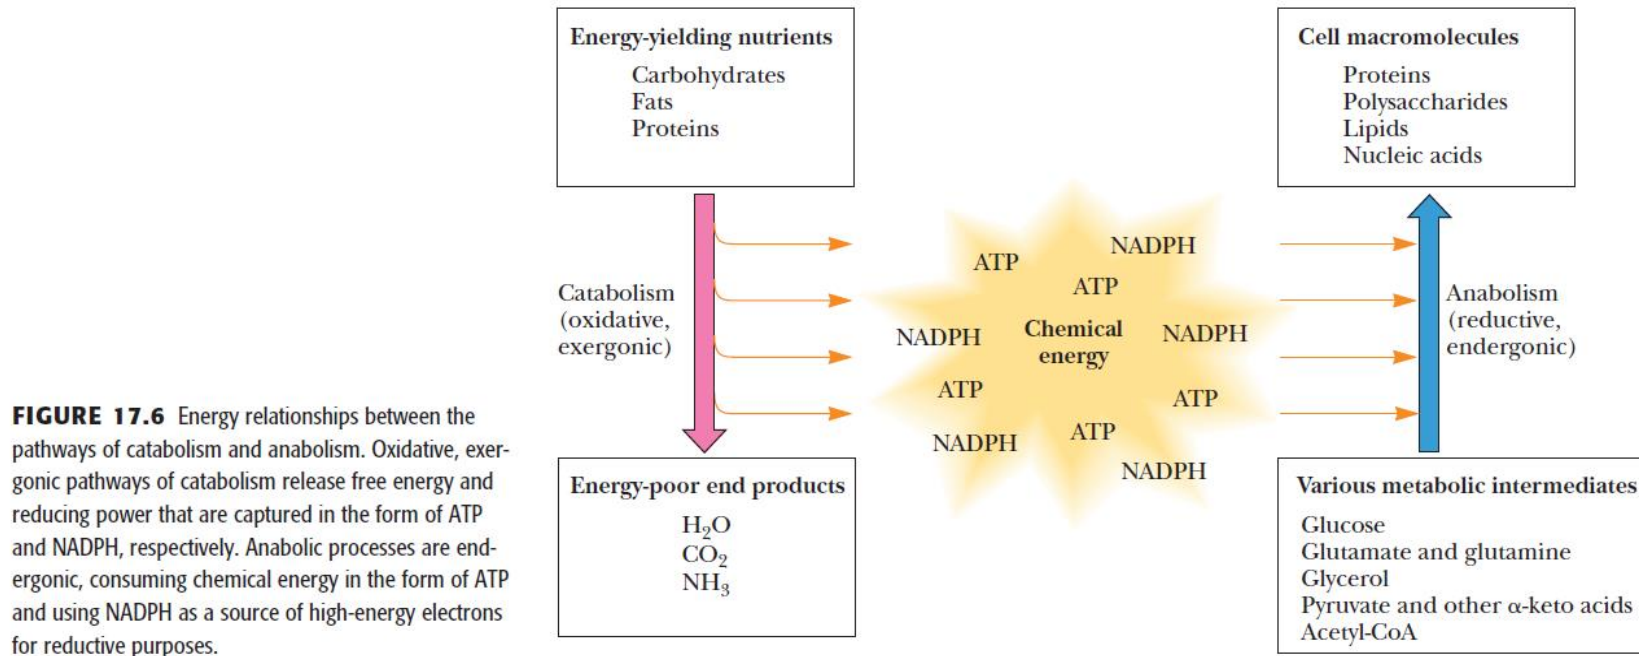 Energy-yielding nutrients
Carbohydrates
Fats
Proteins
Cell macromolecules
Proteins
Polysaccharides
Lipids
Nucleic acids
Catabolism
(oxidative,
exergonic)
ATP
NADPH
ATP
NADPH
Chemical
energy
NADPH
ATP
ATP
NADPH
ATP
NADPH
Anabolism
(reductive,
endergonic)
Energy-poor end products
H₂O
CO₂
NH₃
Various metabolic intermediates
Glucose
Glutamate and glutamine
Glycerol
Pyruvate and other α-keto acids
Acetyl-CoA
FIGURE 17.6 Energy relationships between the
pathways of catabolism and anabolism. Oxidative, exer-
gonic pathways of catabolism release free energy and
reducing power that are captured in the form of ATP
and NADPH, respectively. Anabolic processes are end-
ergonic, consuming chemical energy in the form of ATP
and using NADPH as a source of high-energy electrons
for reductive purposes.